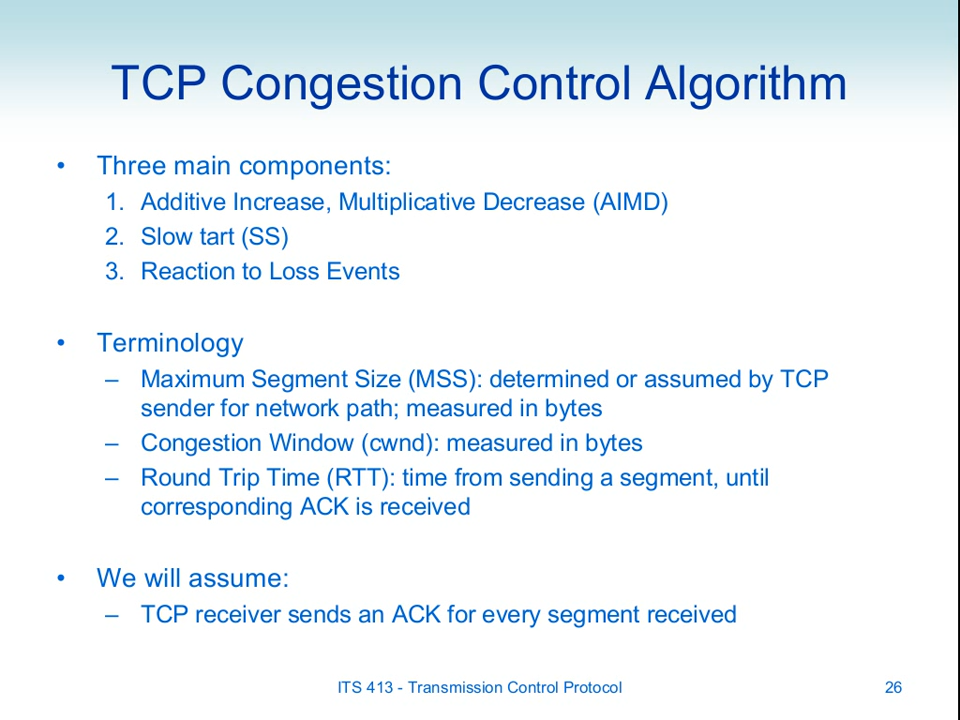 TCP Congestion Control Algorithm
• Three main components:
1. Additive Increase, Multiplicative Decrease (AIMD)
2. Slow tart (SS)
3. Reaction to Loss Events
• Terminology
– Maximum Segment Size (MSS): determined or assumed by TCP
sender for network path; measured in bytes
– Congestion Window (cwnd): measured in bytes
– Round Trip Time (RTT): time from sending a segment, until
corresponding ACK is received
• We will assume:
– TCP receiver sends an ACK for every segment received
ITS 413 - Transmission Control Protocol 26